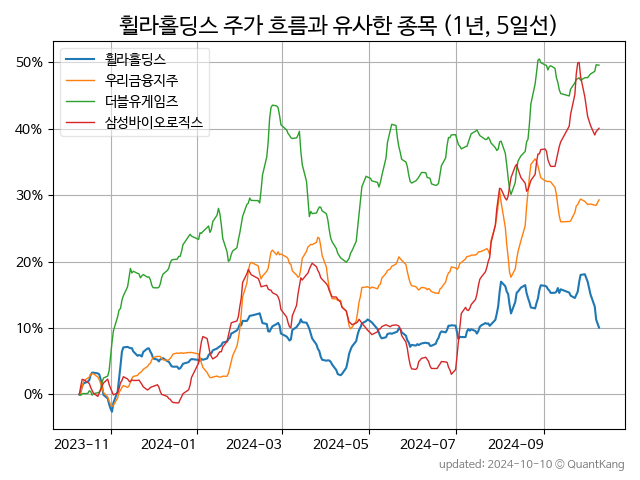 휠라홀딩스 주가 흐름과 유사한 종목 (1년, 5일선)
휠라홀딩스
우리금융지주
더블유게임즈
삼성바이오로직스
50%
40%
30%
20%
10%
0%
2023-11 2024-01 2024-03 2024-05 2024-07 2024-09
updated: 2024-10-10 © QuantKang